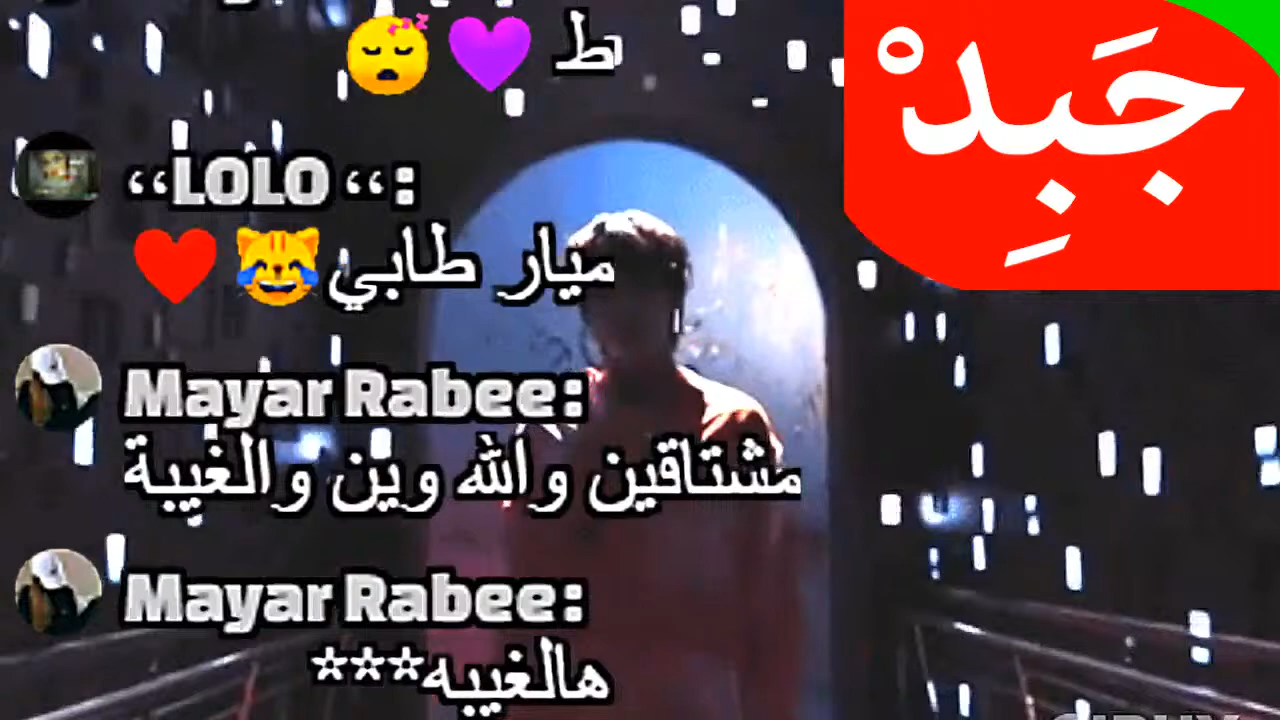 ط 💜 😴
جَبِدْ
،،LOLO ،،:
ميار طابي😹 ❤️
Mayar Rabee:
مشتاقين والله وين والغيبة
Mayar Rabee:
هالغيبه***